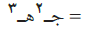 = جـ٢ هـ٣